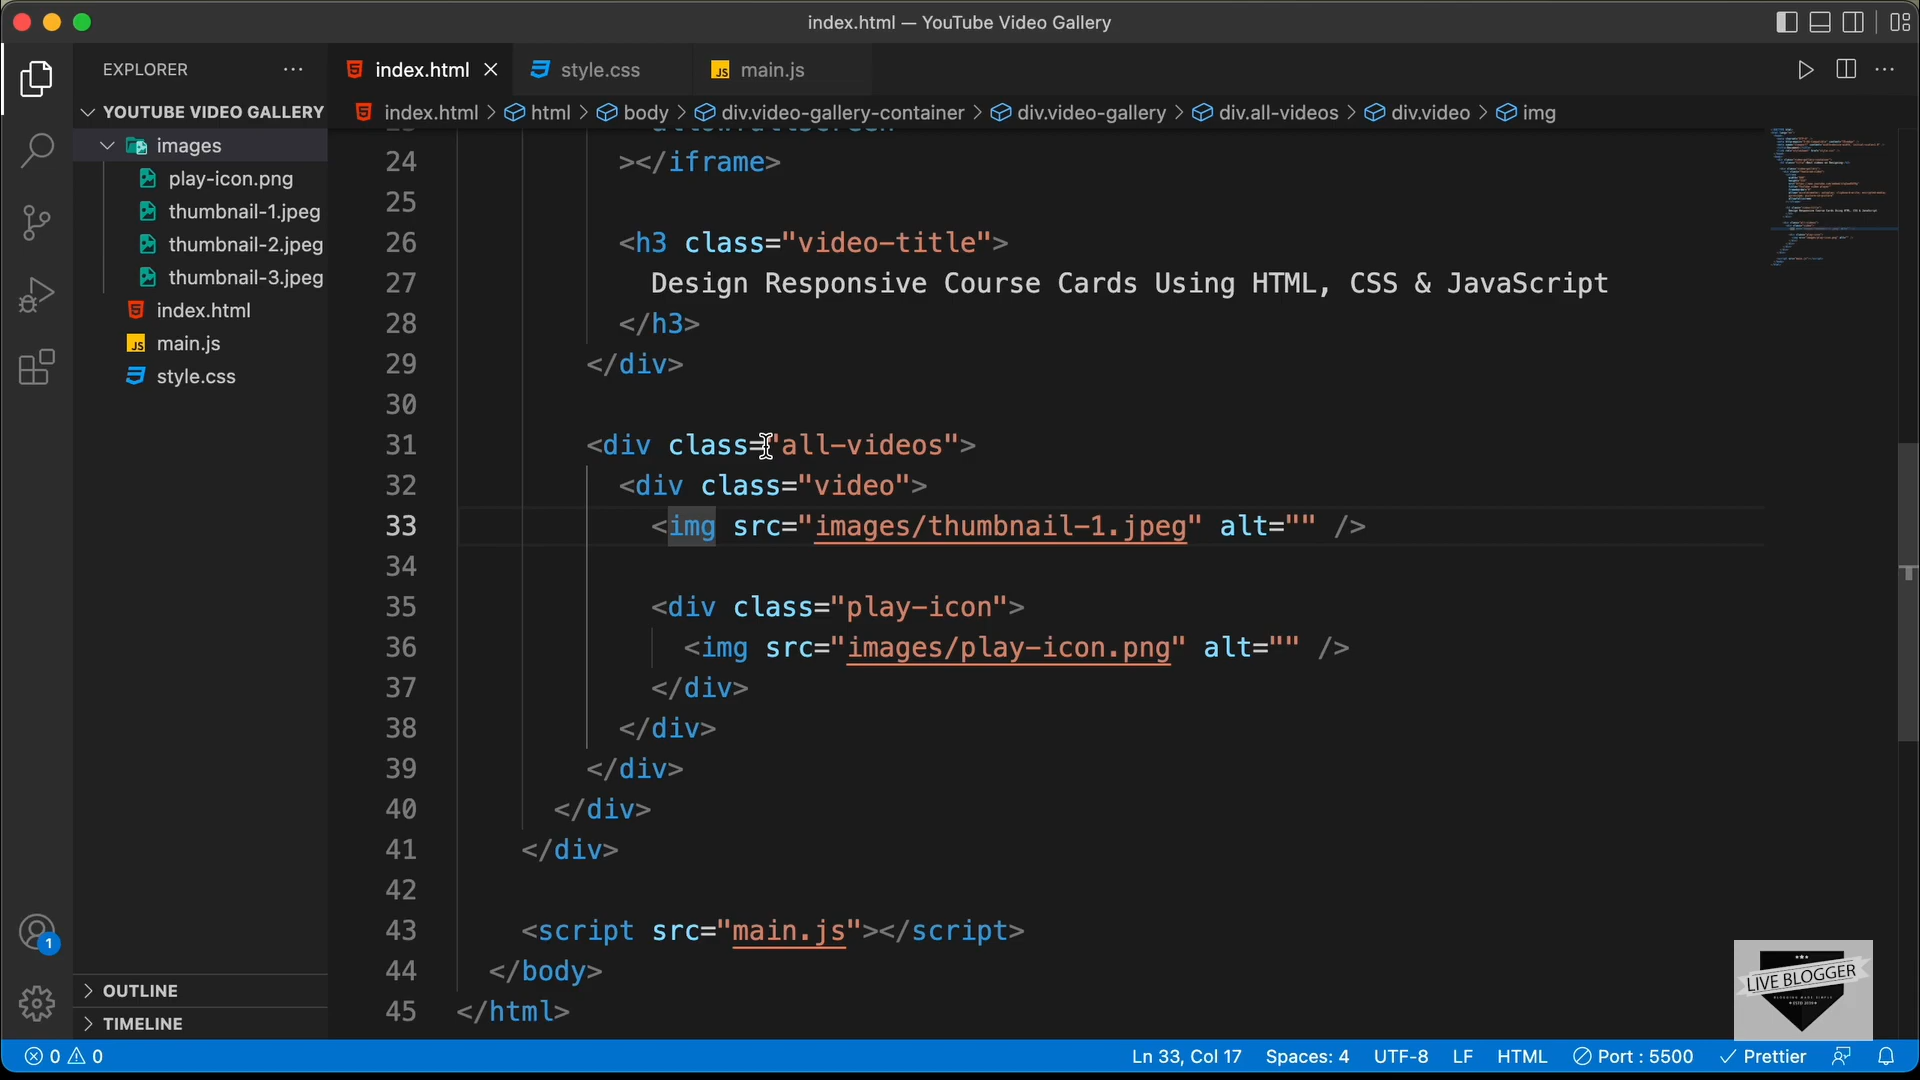 index.html — YouTube Video Gallery
EXPLORER
index.html
style.css
JS main.js
YOUTUBE VIDEO GALLERY
index.html > html > body > div.video-gallery-container > div.video-gallery > div.all-videos > div.video > img
images
play-icon.png
thumbnail-1.jpeg
thumbnail-2.jpeg
thumbnail-3.jpeg
index.html
JS main.js
style.css
24 ></iframe>
25
26 <h3 class="video-title">
27 Design Responsive Course Cards Using HTML, CSS & JavaScript
28 </h3>
29 </div>
30
31 <div class="all-videos">
32 <div class="video">
33 <img src="images/thumbnail-1.jpeg" alt="" />
34
35 <div class="play-icon">
36 <img src="images/play-icon.png" alt="" />
37 </div>
38 </div>
39 </div>
40 </div>
41 </div>
42
43 <script src="main.js"></script>
44 </body>
45 </html>
1
OUTLINE
TIMELINE
LIVE BLOGGER
0 0
Ln 33, Col 17 Spaces: 4 UTF-8 LF HTML Port : 5500 Prettier